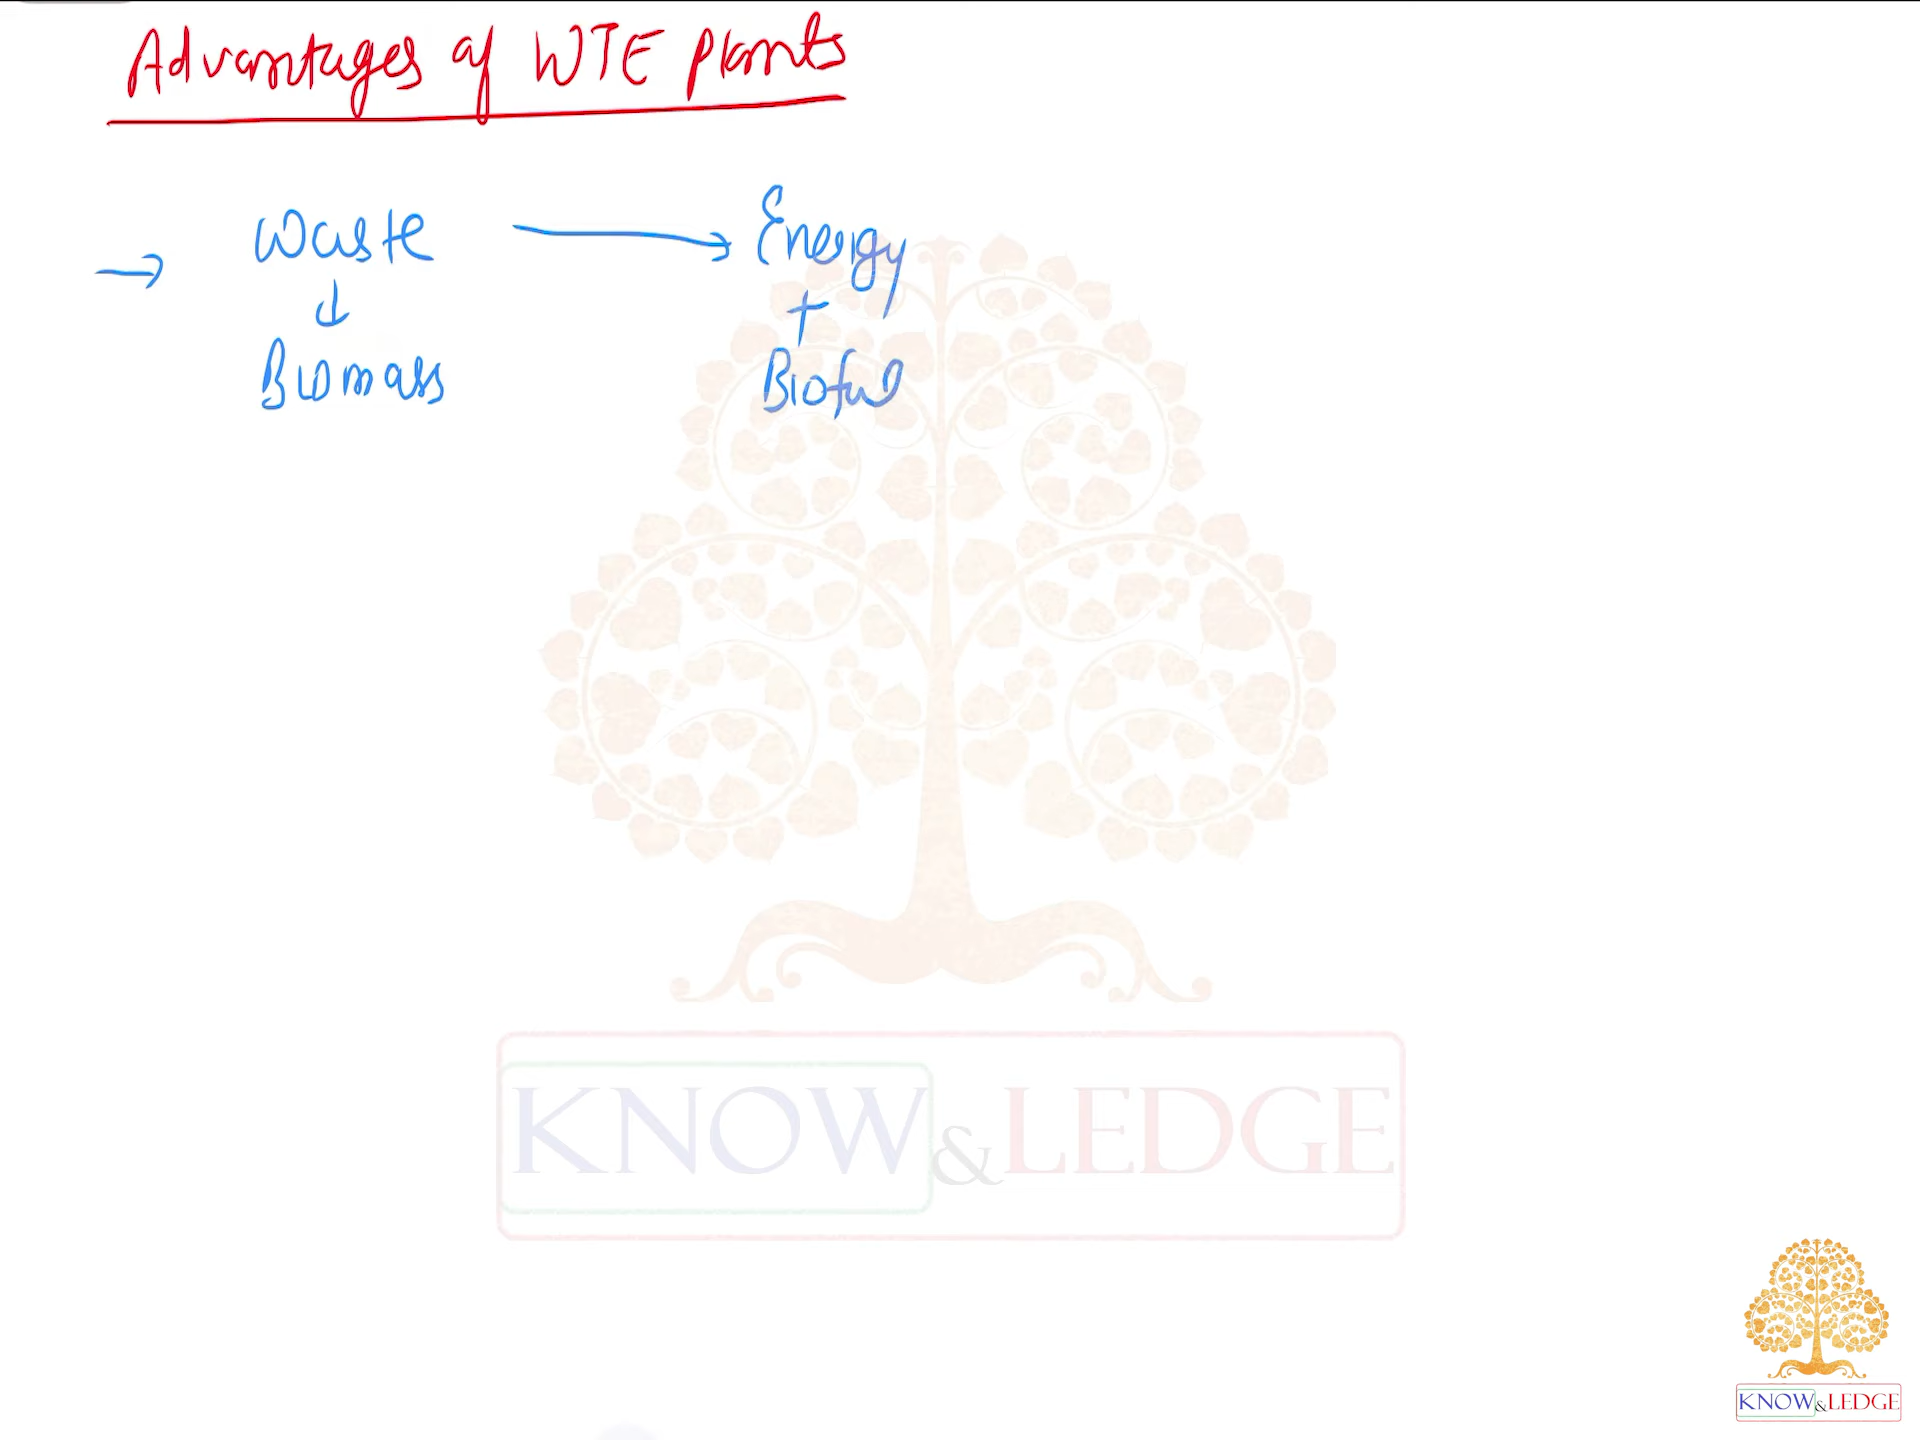 Advantages of WTE plants
→ Waste → Energy
↓ +
Biomass Biofuel
KNOW&LEDGE
KNOW&LEDGE